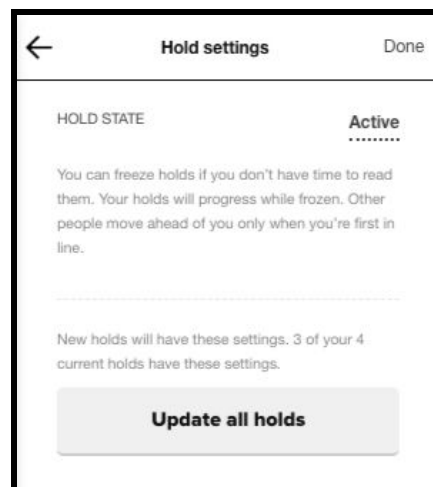 Hold settings Done
HOLD STATE Active
You can freeze holds if you don't have time to read
them. Your holds will progress while frozen. Other
people move ahead of you only when you're first in
line.
New holds will have these settings. 3 of your 4
current holds have these settings.
Update all holds